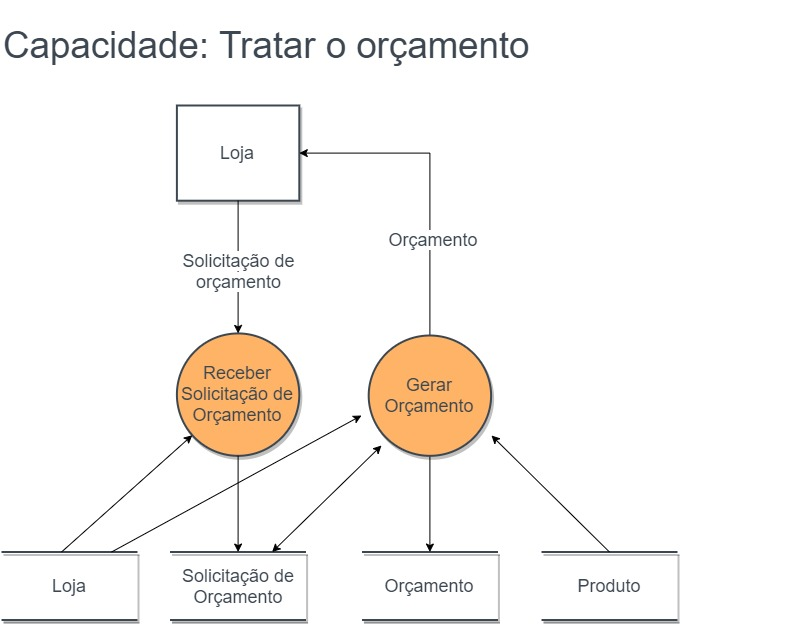 Capacidade: Tratar o orçamento
Loja
Orçamento
Solicitação de
orçamento
Receber
Solicitação de
Orçamento
Gerar
Orçamento
Loja
Solicitação de
Orçamento
Orçamento
Produto